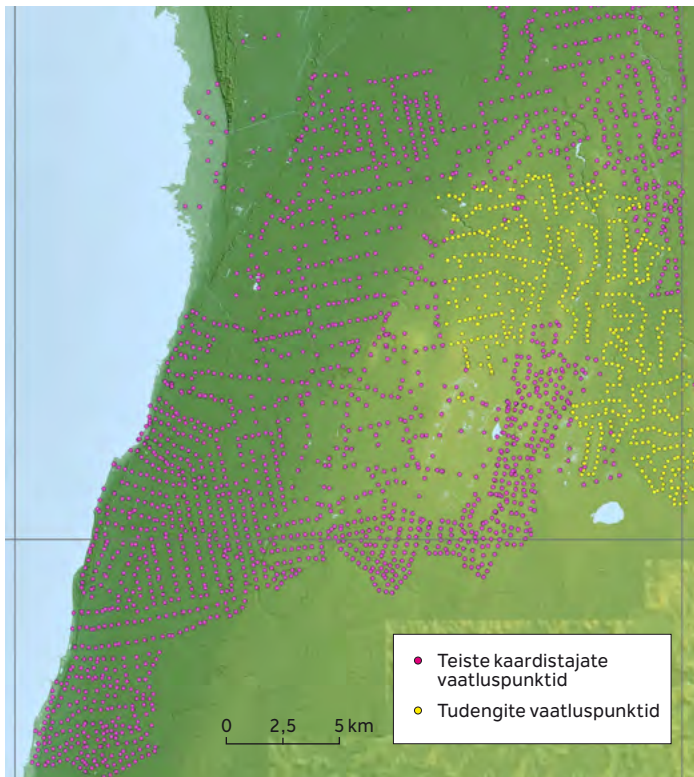 Teiste kaardistajate
vaatluspunktid
Tudengite vaatluspunktid
0 2,5 5 km